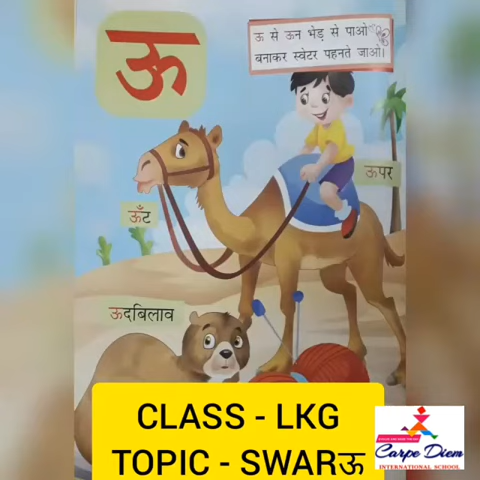 ऊ
ऊ से ऊन भेड़ से पाओ
बनाकर स्वेटर पहनते जाओ।
ऊपर
ऊँट
ऊदबिलाव
CLASS - LKG
TOPIC - SWARऊ
Carpe Diem
INTERNATIONAL SCHOOL